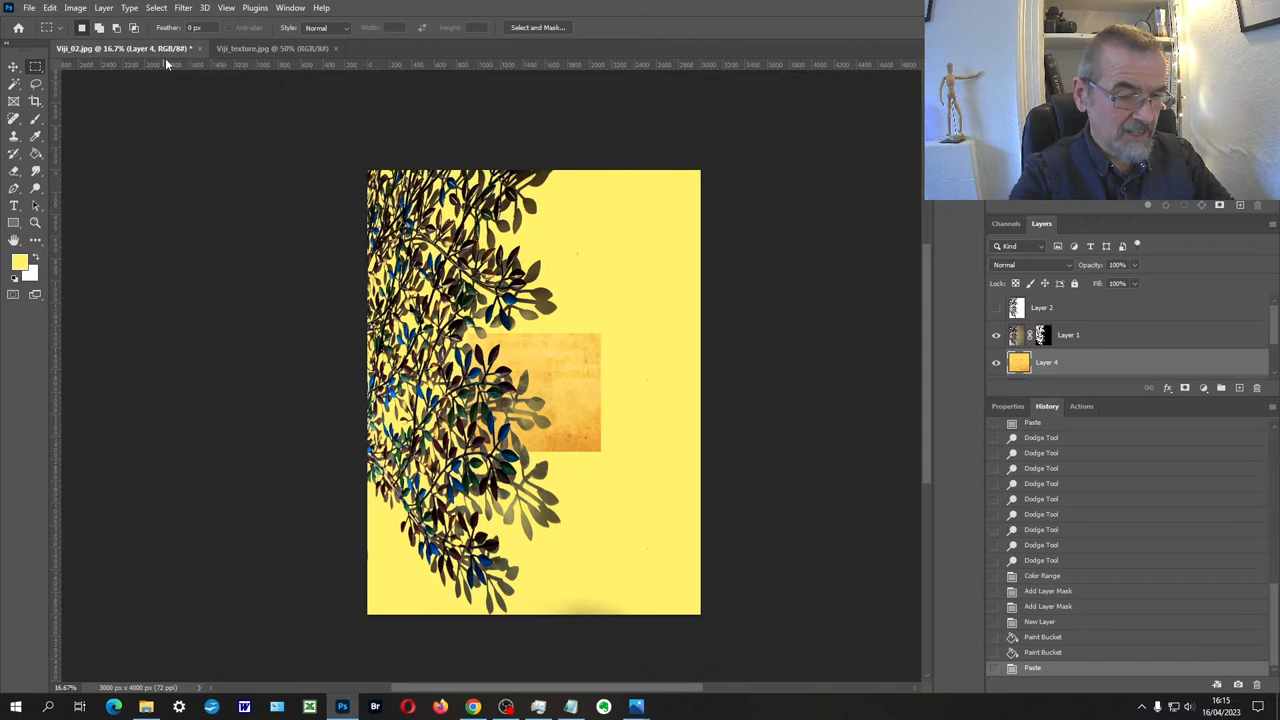 File Edit Image Layer Type Select Filter 3D View Plugins Window Help
Feather: 0 px Anti-alias Style: Normal Width: Height: Select and Mask...
Viji_02.jpg @ 16.7% (Layer 4, RGB/8#) * × Viji_texture.jpg @ 50% (RGB/8#) ×
Channels Layers
Kind
Normal Opacity: 100%
Lock: Fill: 100%
Layer 2
Layer 1
Layer 4
Properties History Actions
Paste
Dodge Tool
Dodge Tool
Dodge Tool
Dodge Tool
Dodge Tool
Dodge Tool
Dodge Tool
Dodge Tool
Dodge Tool
Color Range
Add Layer Mask
Add Layer Mask
New Layer
Paint Bucket
Paint Bucket
Paste
16.67% 3000 px x 4000 px (72 ppi)
16:15
16/04/2023